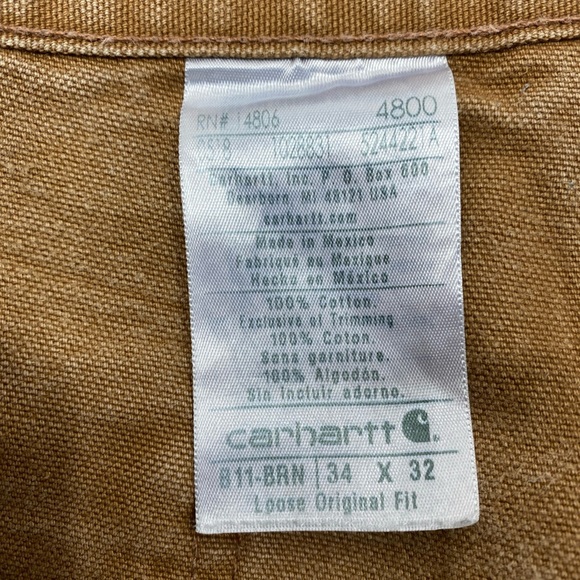 RN# 14806 4800
0518 1028831 5244221A
Carhartt, Inc. P. O. Box 600
Dearborn, MI 48121 USA
carhartt.com
Made in Mexico
Fabriqué en Mexique
Hecho en México
100% Cotton.
Exclusive of Trimming
100% Coton.
Sans garniture.
100% Algodón.
Sin Incluir adorno.
carhartt
B11-BRN 34 X 32
Loose Original Fit